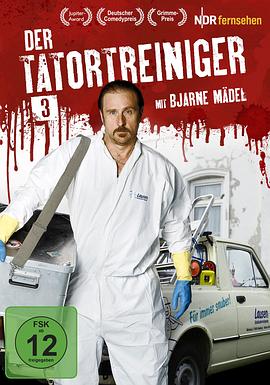 Jupiter
Award
Deutscher
Comedypreis
Grimme-
Preis
NDR fernsehen
DER
TATORTREINIGER
3
MIT BJARNE MÄDEL
Lausen
Für immer sauber!
Lausen
FSK
ab
12
freigegeben